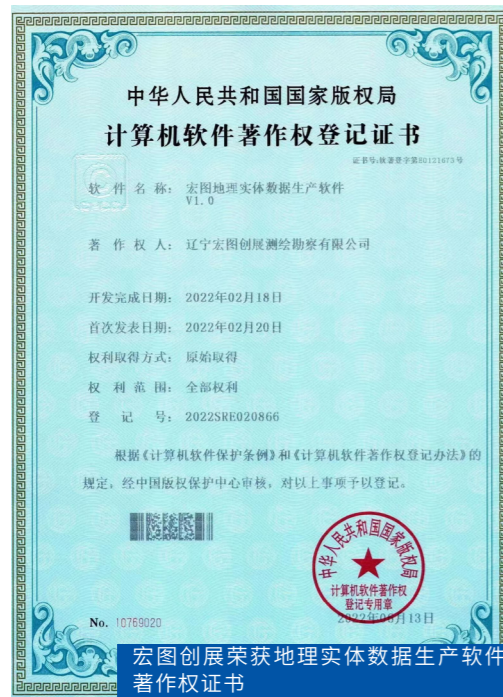 中华人民共和国国家版权局
计算机软件著作权登记证书
证书号:软著登字第80121673号
软件名称: 宏图地理实体数据生产软件
V1.0
著作权人: 辽宁宏图创展测绘勘察有限公司
开发完成日期: 2022年02月18日
首次发表日期: 2022年02月20日
权利取得方式: 原始取得
权利范围: 全部权利
登记号: 2022SRE020866
根据《计算机软件保护条例》和《计算机软件著作权登记办法》的
规定,经中国版权保护中心审核,对以上事项予以登记。
中华人民共和国国家版权局
计算机软件著作权
登记专用章
No. 10769020
宏图创展荣获地理实体数据生产软件
著作权证书